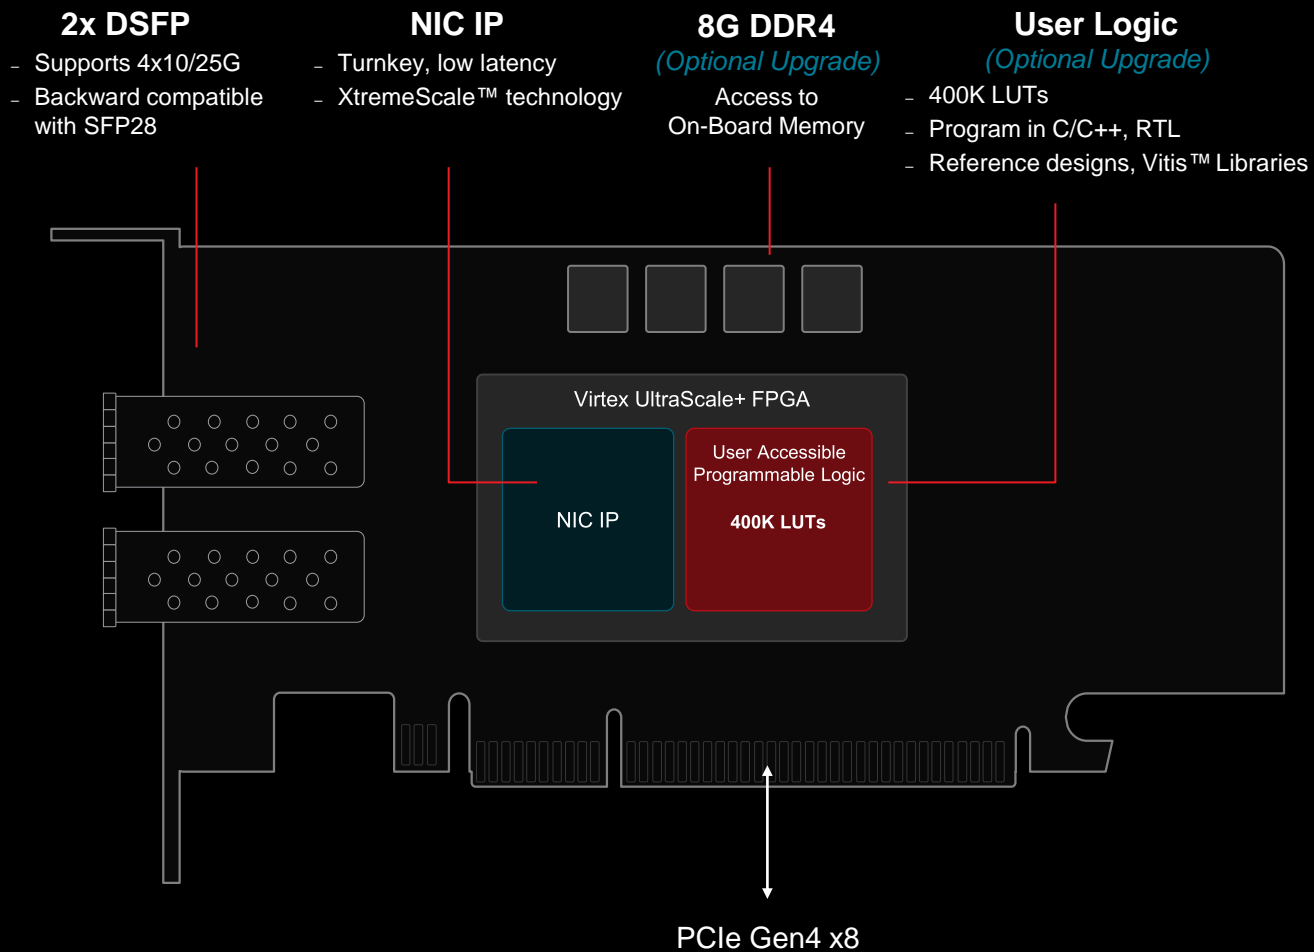 2x DSFP
– Supports 4x10/25G
– Backward compatible
with SFP28
NIC IP
– Turnkey, low latency
– XtremeScale™ technology
8G DDR4
(Optional Upgrade)
Access to
On-Board Memory
User Logic
(Optional Upgrade)
– 400K LUTs
– Program in C/C++, RTL
– Reference designs, Vitis™ Libraries
Virtex UltraScale+ FPGA
NIC IP
User Accessible
Programmable Logic
400K LUTs
PCIe Gen4 x8